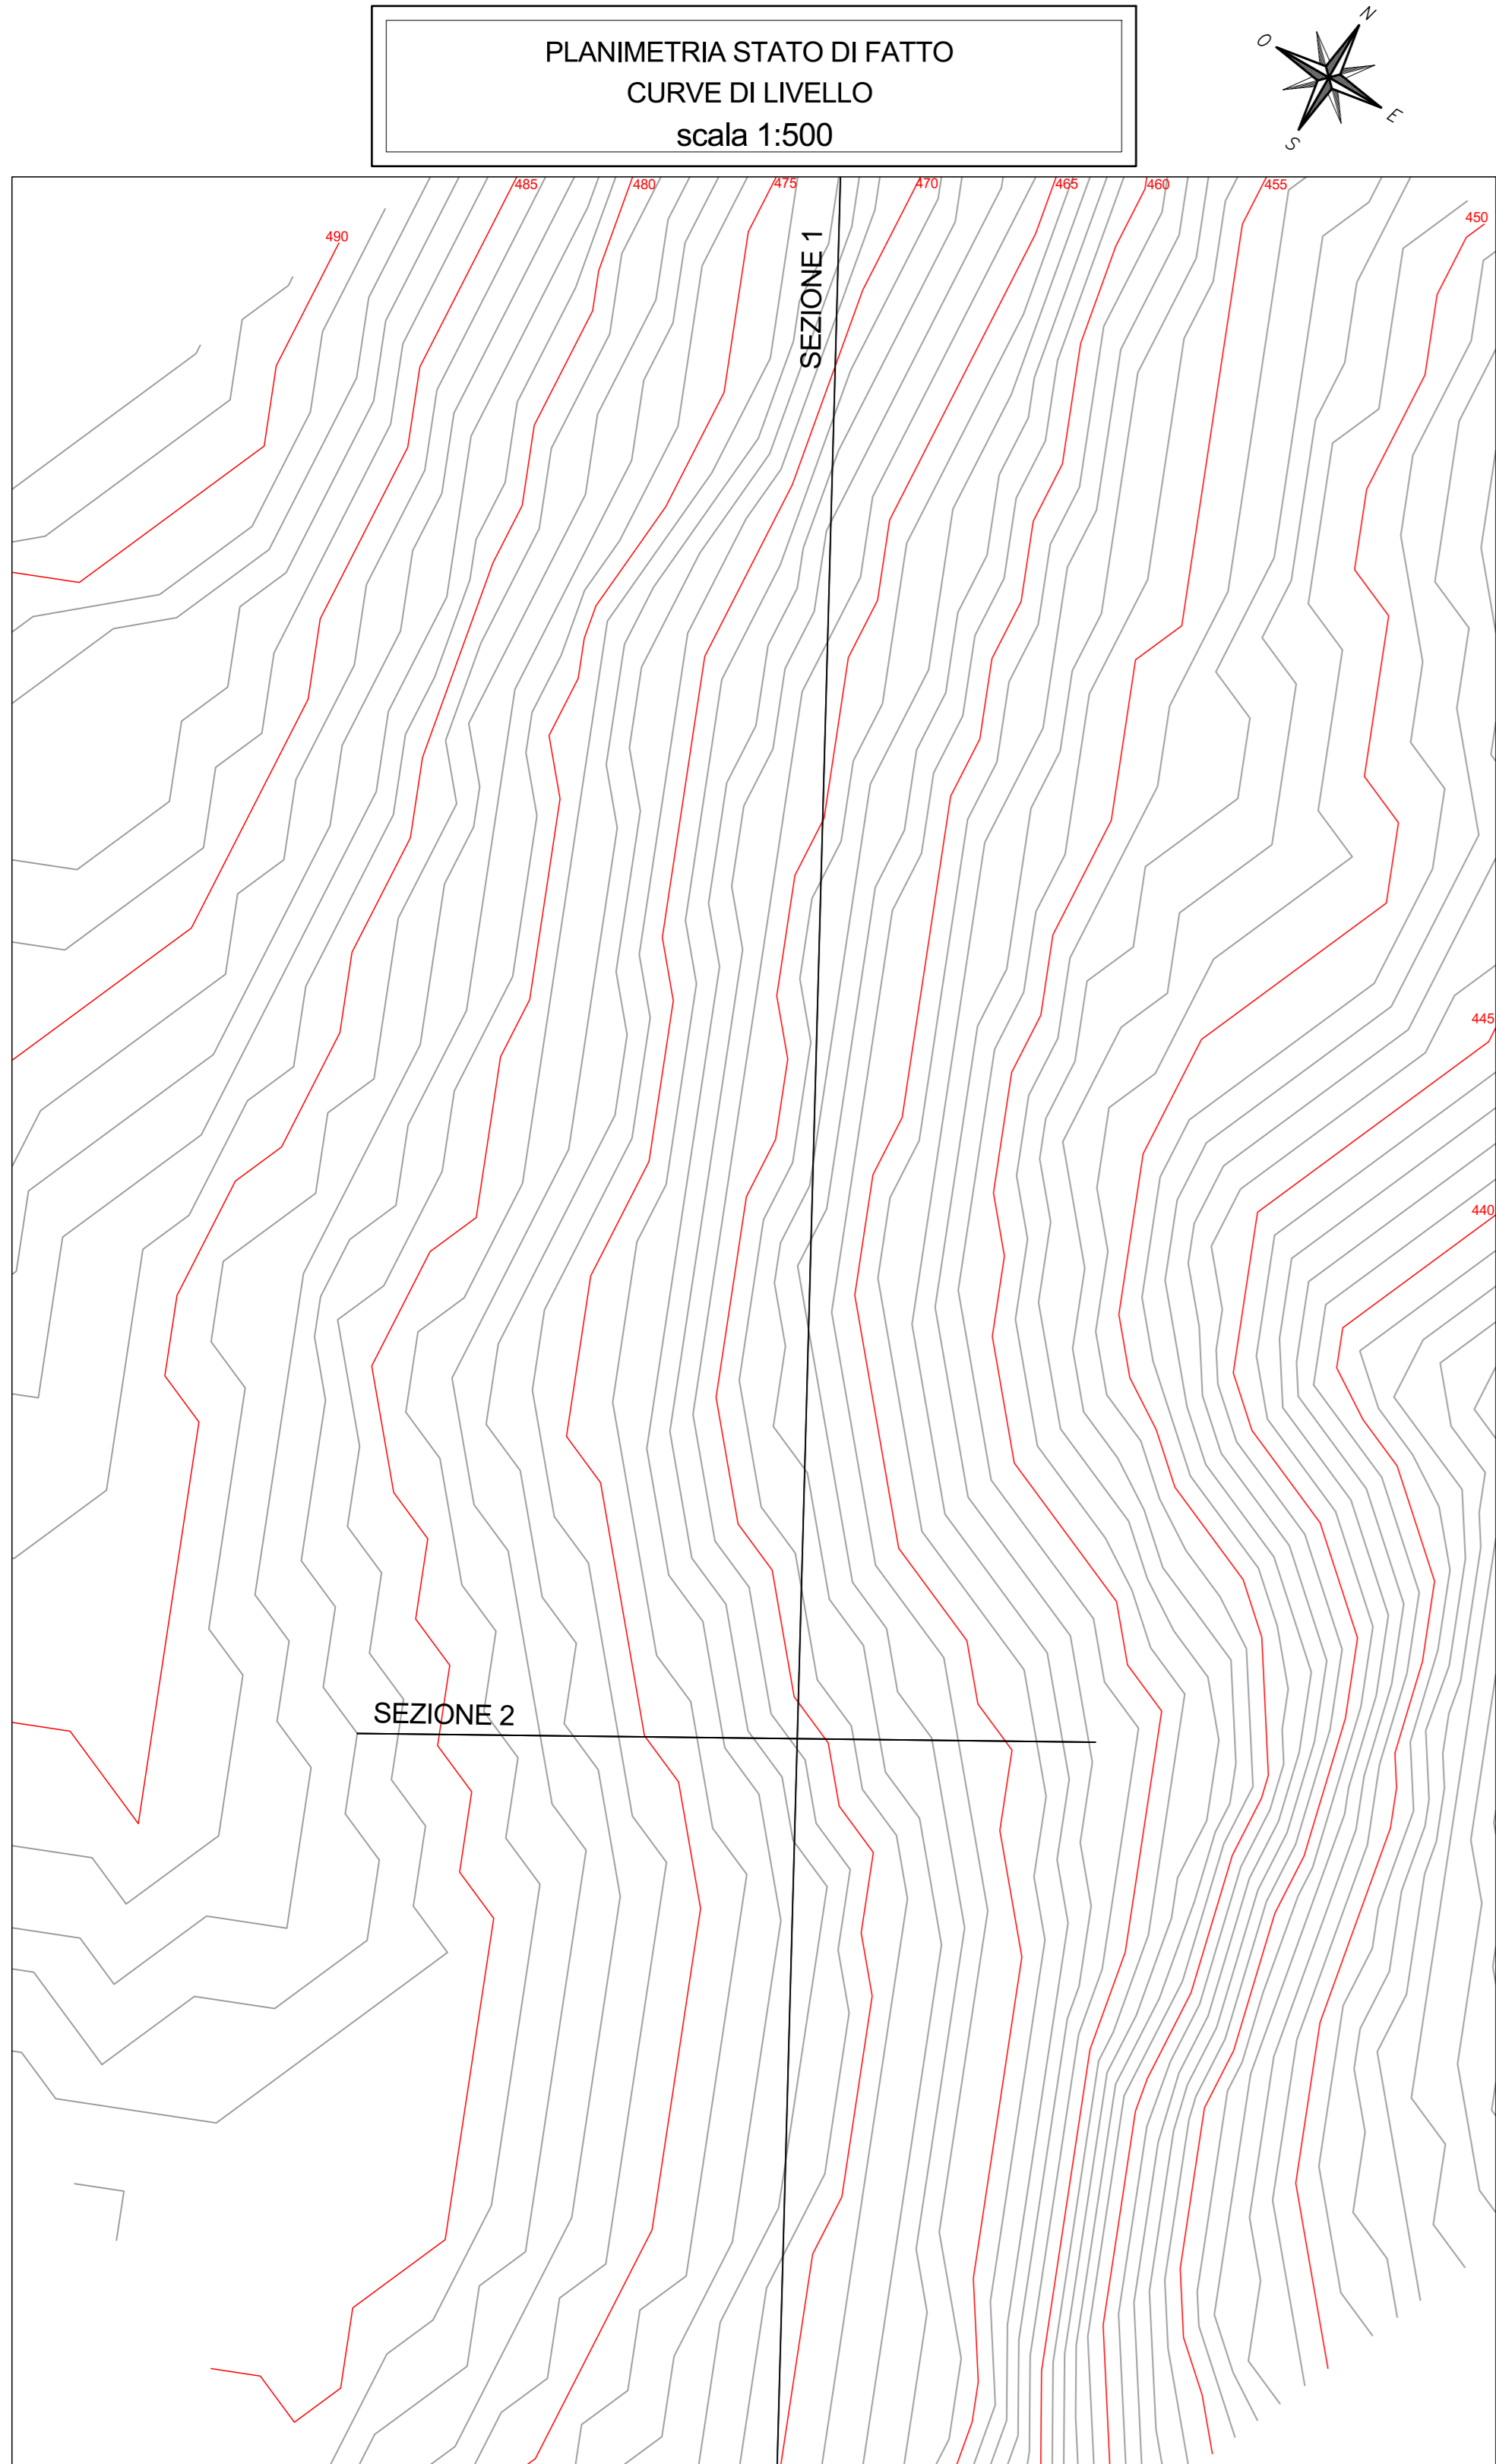 PLANIMETRIA STATO DI FATTO
CURVE DI LIVELLO
scala 1:500
N
O
E
S
485
480
475
470
465
460
455
450
490
SEZIONE 1
445
440
SEZIONE 2